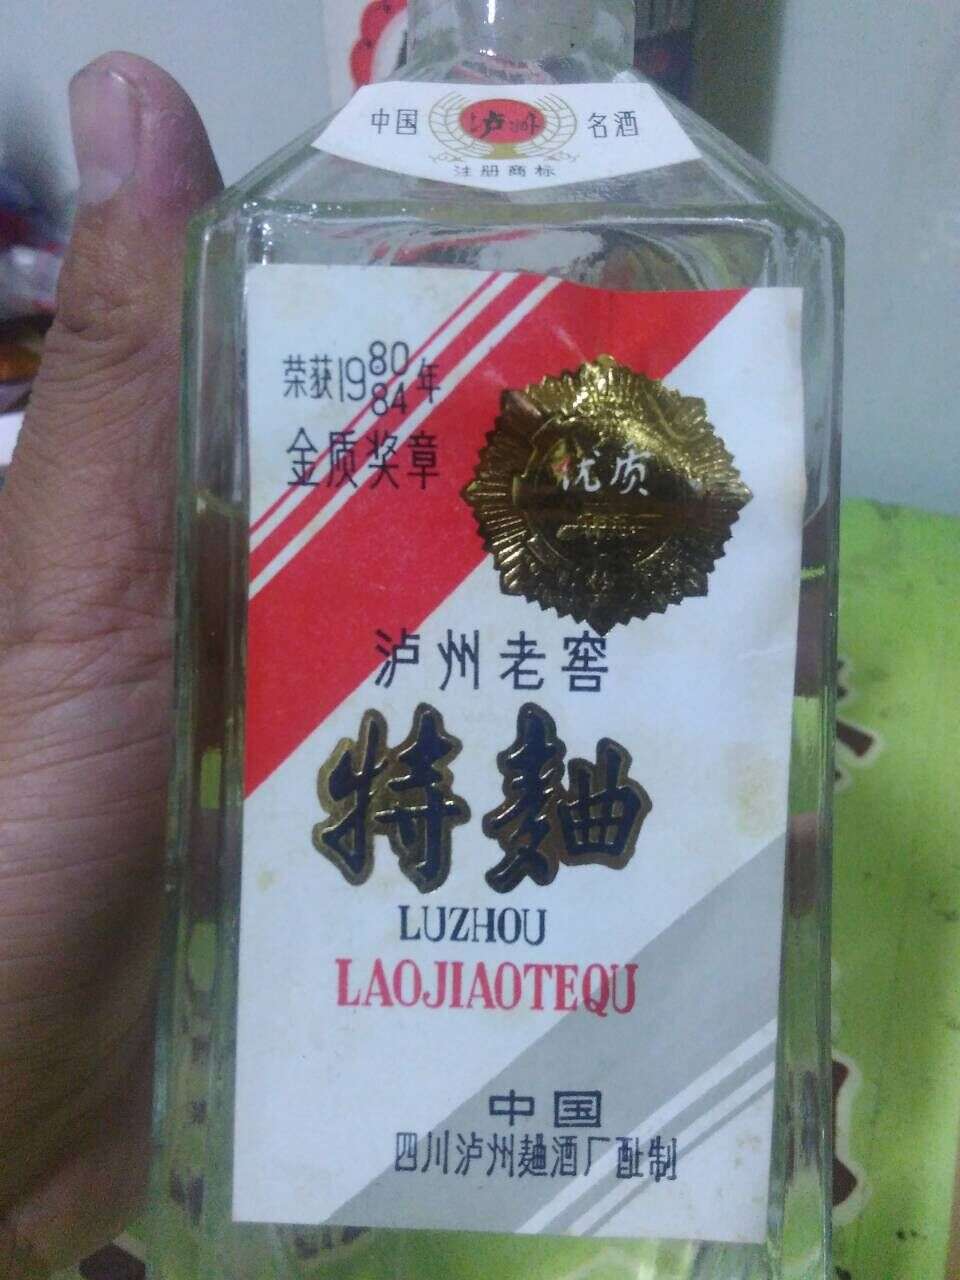 中国 泸州 名酒
注册商标
荣获1980 84年
金质奖章
优质
泸州老窖
特麯
LUZHOU
LAOJIAOTEQU
中国
四川泸州麯酒厂酿制